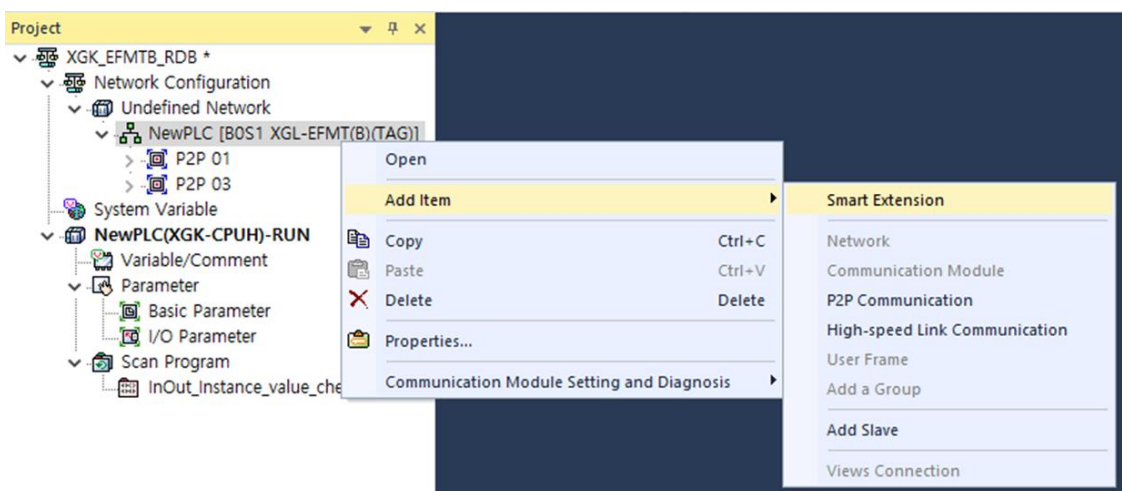 Project
XGK_EFMTB_RDB *
Network Configuration
Undefined Network
NewPLC [B0S1 XGL-EFMT(B)(TAG)]
P2P 01
P2P 03
System Variable
NewPLC(XGK-CPUH)-RUN
Variable/Comment
Parameter
Basic Parameter
I/O Parameter
Scan Program
InOut_Instance_value_che
Open
Add Item
Copy Ctrl+C
Paste Ctrl+V
Delete Delete
Properties...
Communication Module Setting and Diagnosis
Smart Extension
Network
Communication Module
P2P Communication
High-speed Link Communication
User Frame
Add a Group
Add Slave
Views Connection